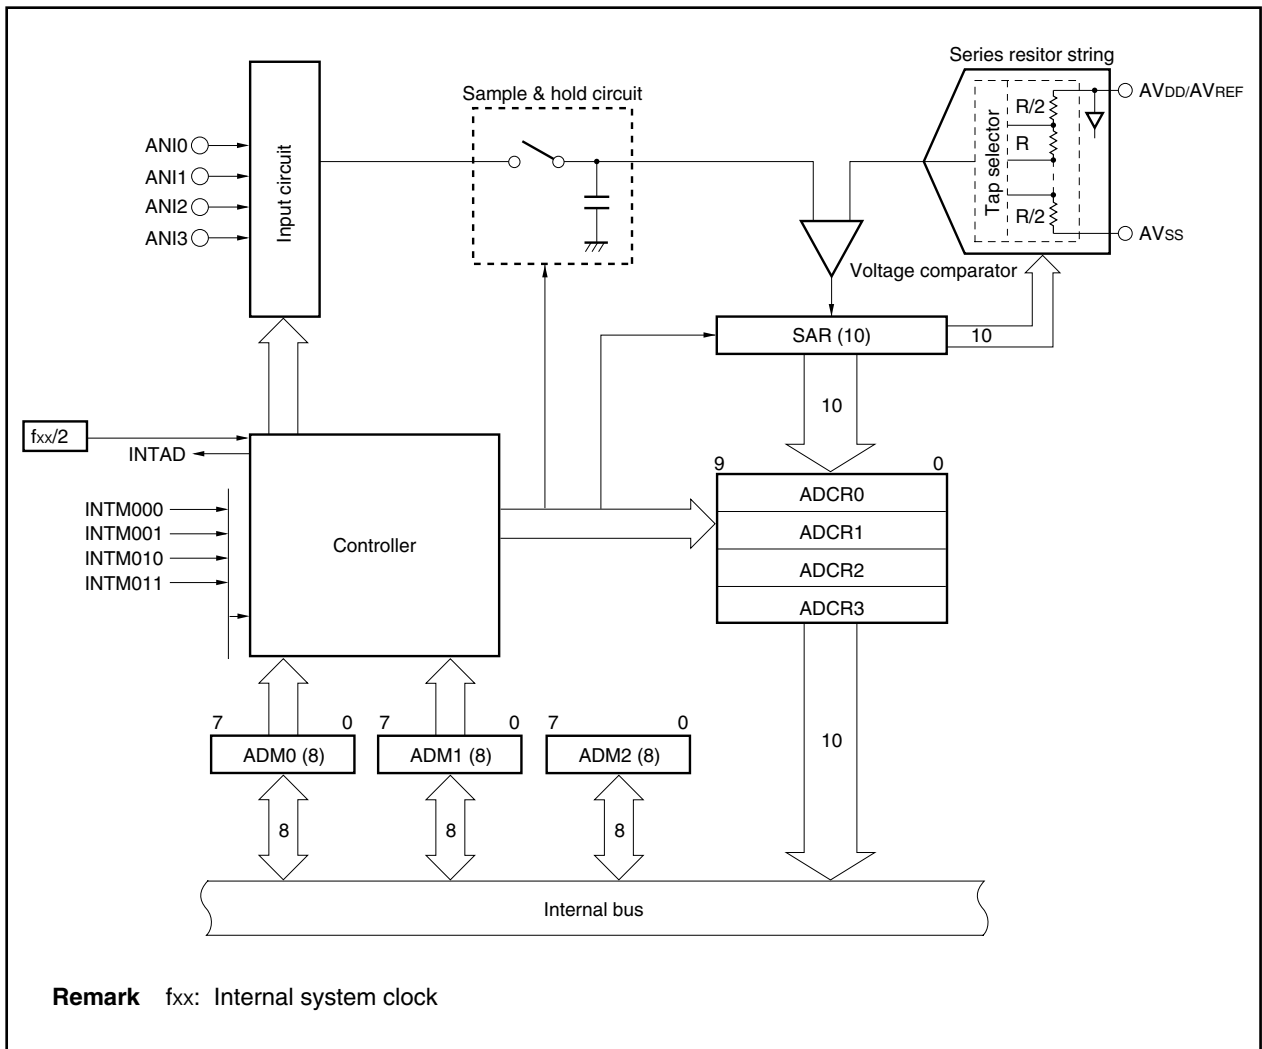 Series resitor string
Sample & hold circuit
AVDD/AVREF
R/2
R
Tap selector
R/2
AVSS
ANI0
ANI1
ANI2
ANI3
Input circuit
Voltage comparator
SAR (10)
10
10
fxx/2
INTAD
9 0
INTM000
INTM001
INTM010
INTM011
Controller
ADCR0
ADCR1
ADCR2
ADCR3
7 0 7 0 7 0
ADM0 (8) ADM1 (8) ADM2 (8)
10
8 8 8
Internal bus
Remark fxx: Internal system clock